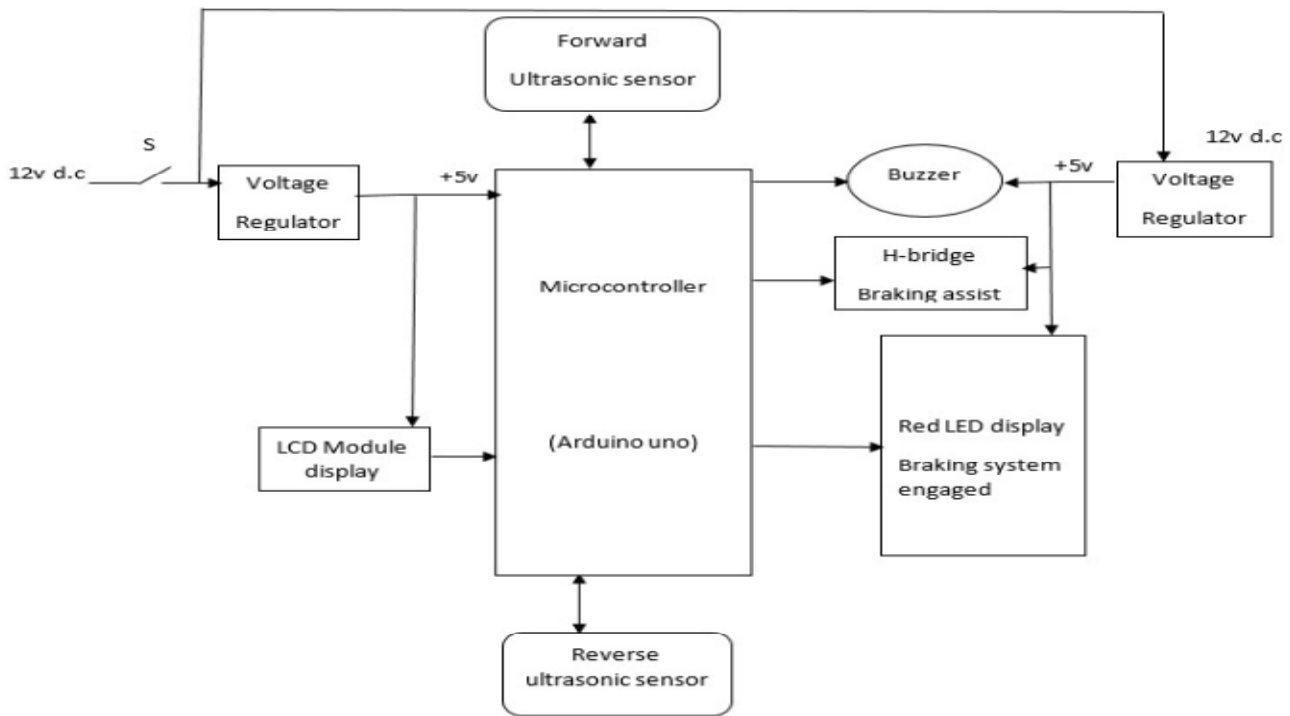 Forward
Ultrasonic sensor
S
12v d.c
12v d.c
Voltage
Regulator
+5v
Buzzer
+5v
Voltage
Regulator
Microcontroller
H-bridge
Braking assist
LCD Module
display
(Arduino uno)
Red LED display
Braking system
engaged
Reverse
ultrasonic sensor